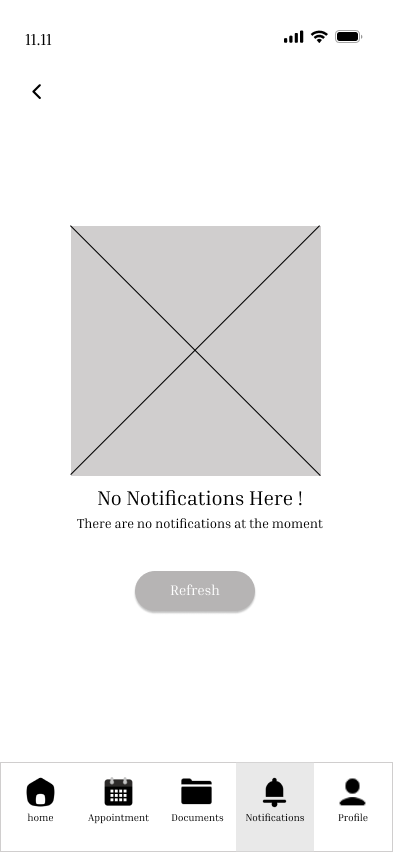 11.11
No Notifications Here !
There are no notifications at the moment
Refresh
home Appointment Documents Notifications Profile